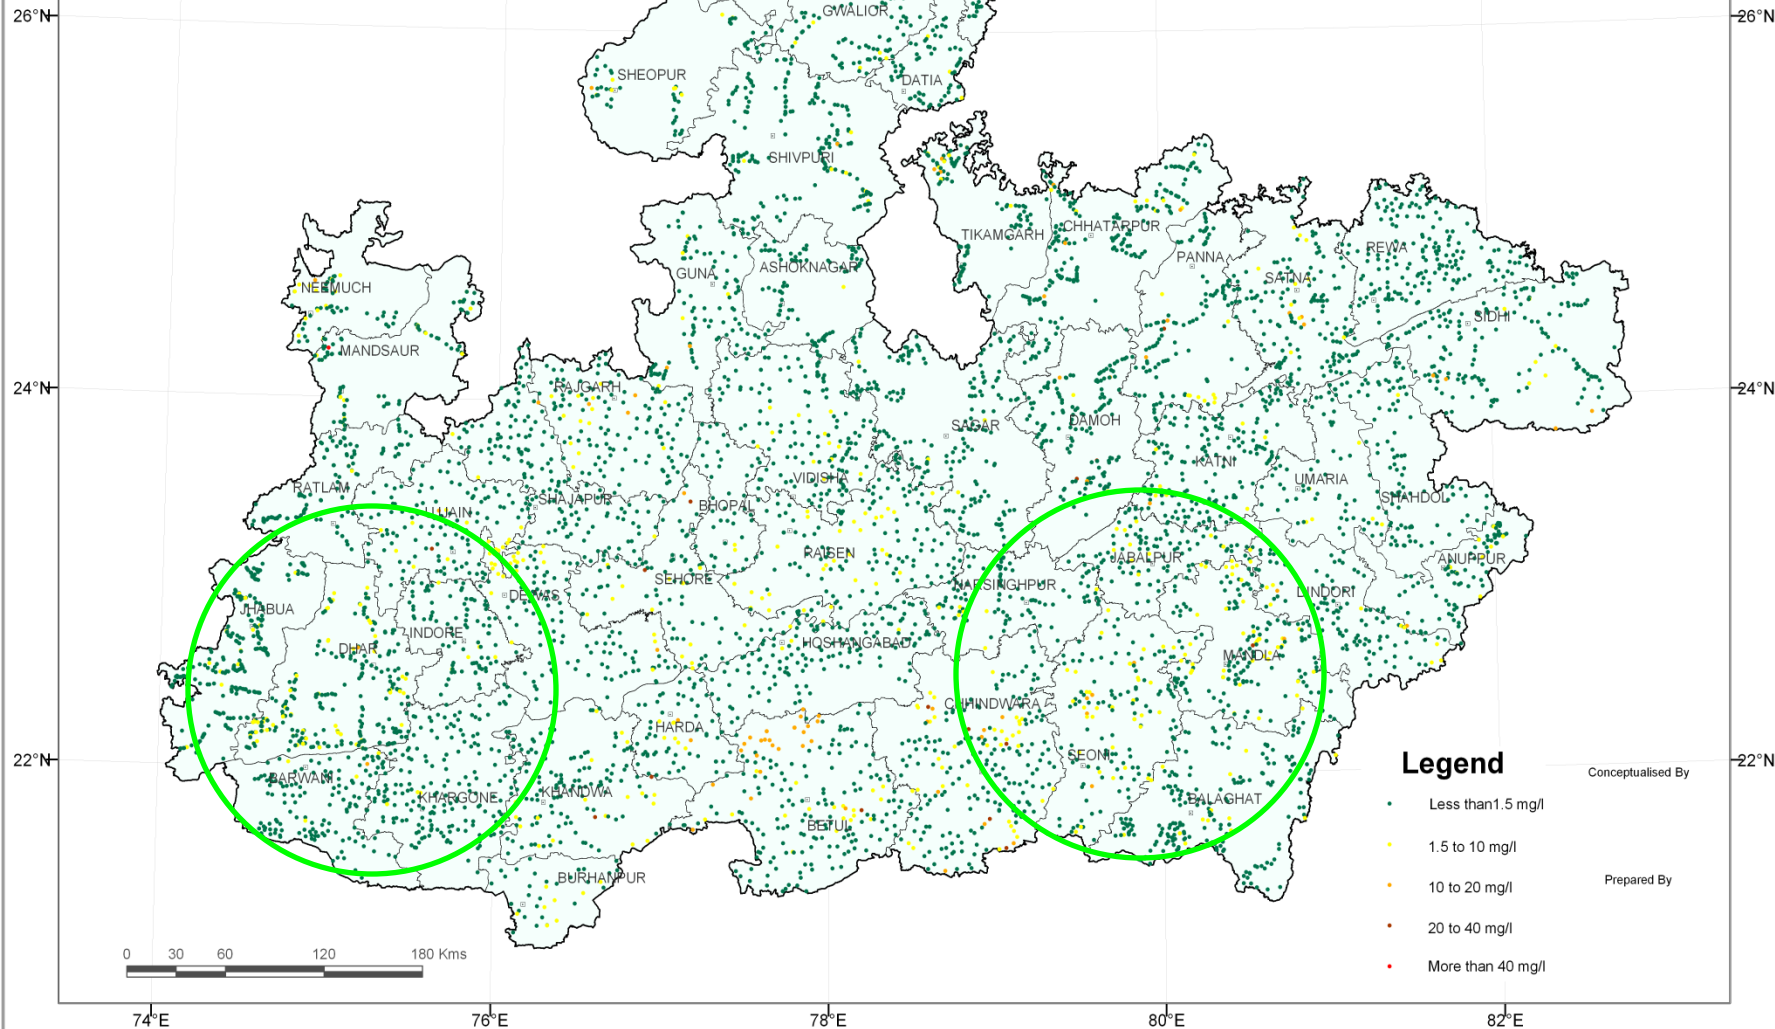 26°N
26°N
GWALIOR
SHEOPUR
DATIA
SHIVPURI
TIKAMGARH
CHHATARPUR
REWA
PANNA
GUNA
ASHOKNAGAR
SATNA
NEEMUCH
SIDHI
MANDSAUR
24°N
24°N
RAJGARH
SAGAR
DAMOH
KATNI
VIDISHA
UMARIA
RATLAM
SHAJAPUR
SHAHDOL
BHOPAL
UJJAIN
RAISEN
JABALPUR
ANUPPUR
SEHORE
NARSINGHPUR
DEWAS
LINDORI
JHABUA
INDORE
HOSHANGABAD
DHAR
MANDLA
CHHINDWARA
HARDA
SEONI
22°N
22°N
Legend
Conceptualised By
BARWANI
KHARGONE
KHANDWA
BALAGHAT
Less than1.5 mg/l
BETUL
1.5 to 10 mg/l
BURHANPUR
Prepared By
10 to 20 mg/l
20 to 40 mg/l
0 30 60 120 180 Kms
More than 40 mg/l
74°E 76°E 78°E 80°E 82°E